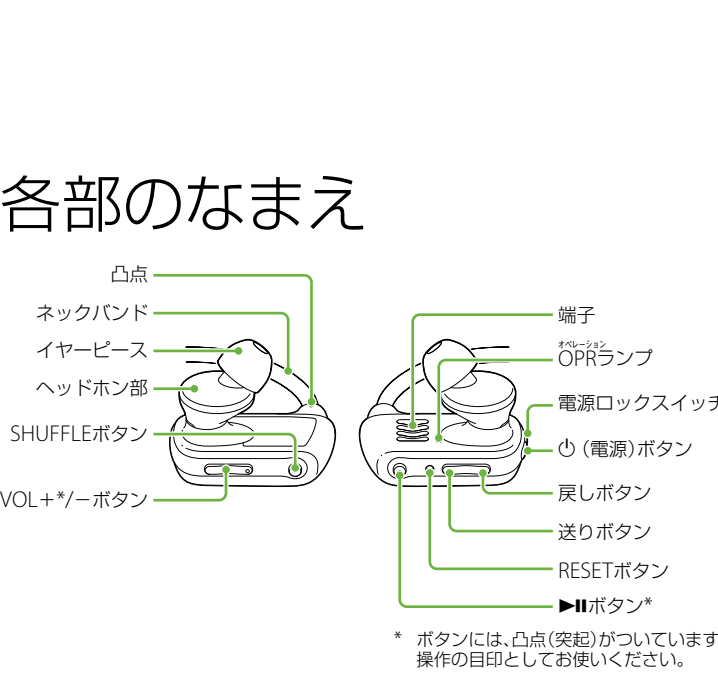 各部のなまえ
凸点
ネックバンド
イヤーピース
ヘッドホン部
SHUFFLEボタン
VOL＋*/－ボタン
端子
オペレーション
OPRランプ
電源ロックスイッチ
⏻（電源）ボタン
戻しボタン
送りボタン
RESETボタン
▶⏸ボタン*
* ボタンには、凸点（突起）がついています
操作の目印としてお使いください。